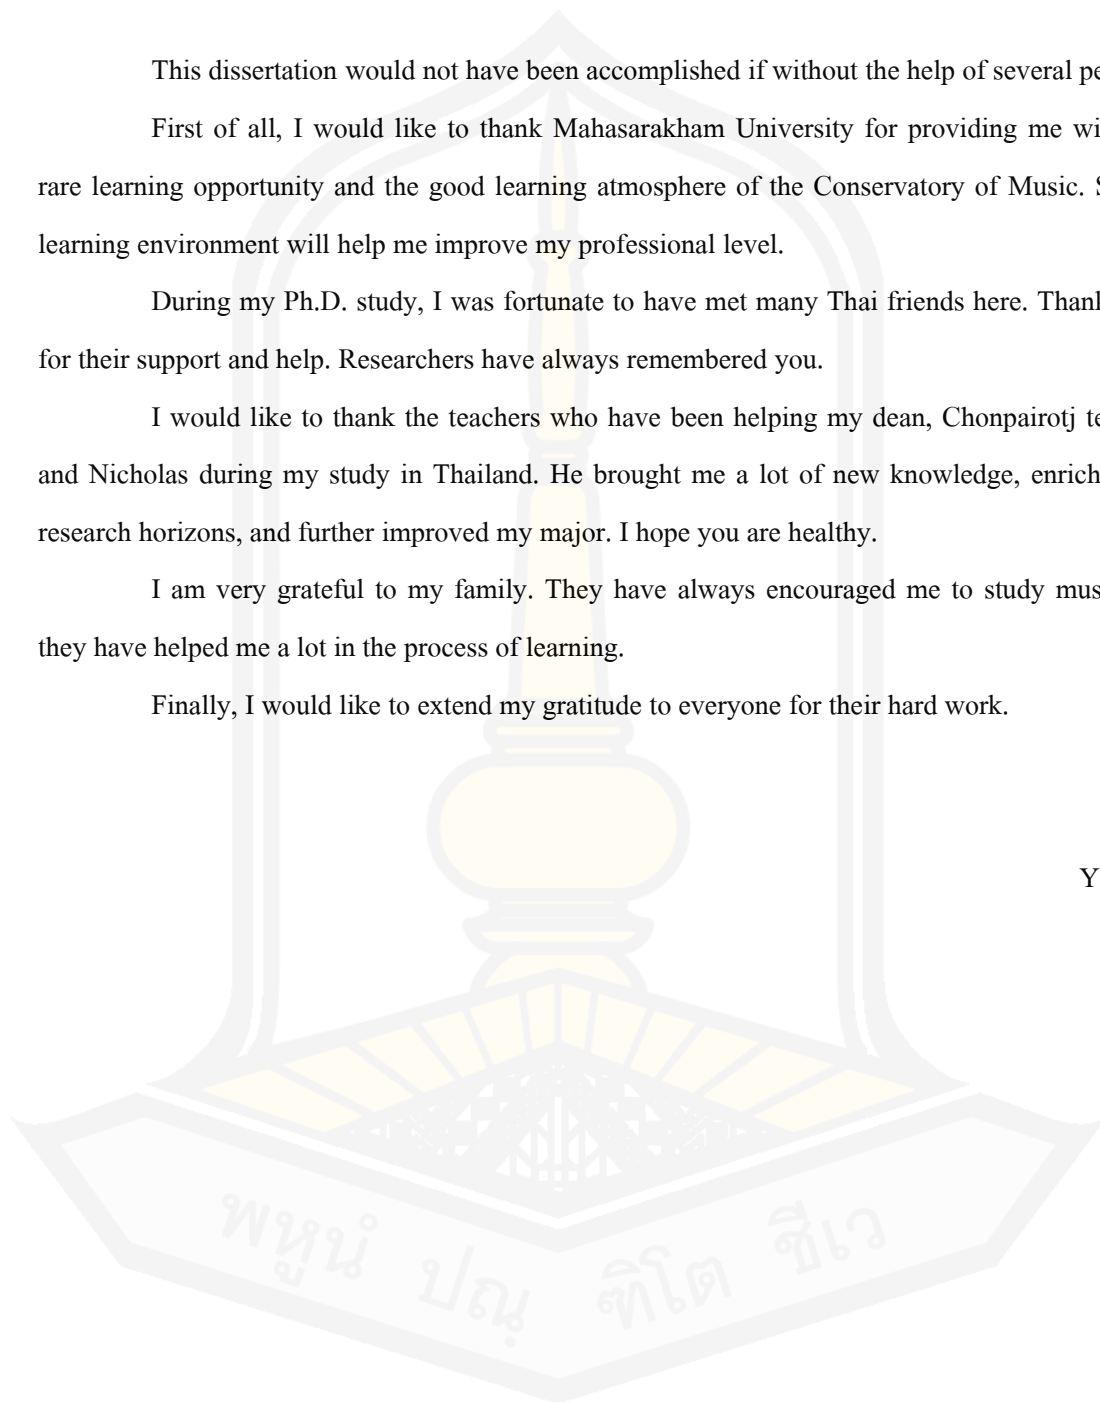 This dissertation would not have been accomplished if without the help of several pe
First of all, I would like to thank Mahasarakham University for providing me wi
rare learning opportunity and the good learning atmosphere of the Conservatory of Music. S
learning environment will help me improve my professional level.
During my Ph.D. study, I was fortunate to have met many Thai friends here. Thank
for their support and help. Researchers have always remembered you.
I would like to thank the teachers who have been helping my dean, Chonpairotj te
and Nicholas during my study in Thailand. He brought me a lot of new knowledge, enrich
research horizons, and further improved my major. I hope you are healthy.
I am very grateful to my family. They have always encouraged me to study mus
they have helped me a lot in the process of learning.
Finally, I would like to extend my gratitude to everyone for their hard work.
Y
พหูนํ ปณฺ ฑิโต ชีเว